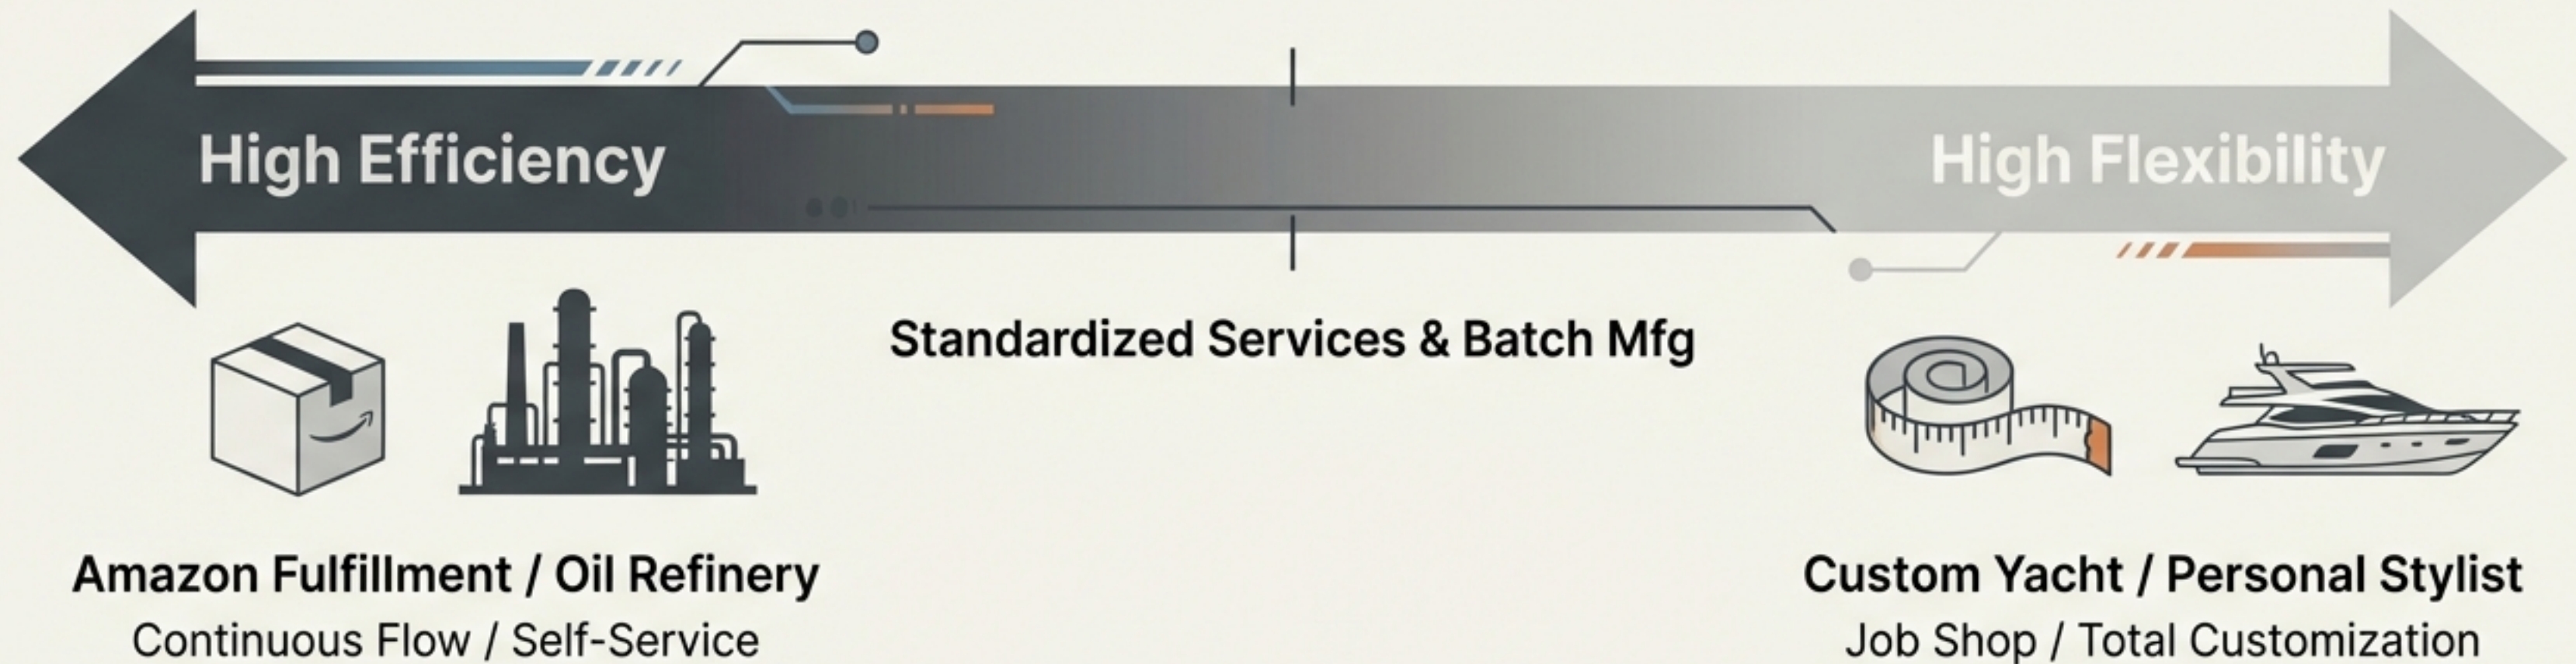 High Efficiency
High Flexibility
Standardized Services & Batch Mfg
Amazon Fulfillment / Oil Refinery
Continuous Flow / Self-Service
Custom Yacht / Personal Stylist
Job Shop / Total Customization